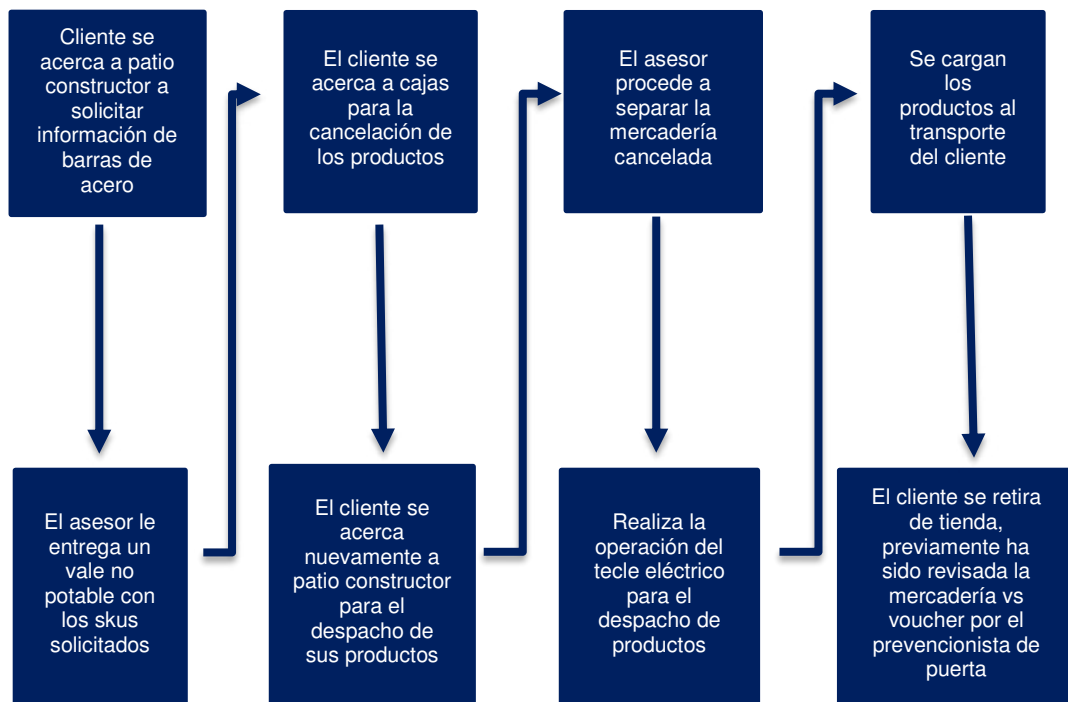 Cliente se
acerca a patio
constructor a
solicitar
información de
barras de
acero
El asesor le
entrega un
vale no
potable con
los skus
solicitados
El cliente se
acerca a cajas
para la
cancelación de
los productos
El cliente se
acerca
nuevamente a
patio constructor
para el
despacho de
sus productos
El asesor
procede a
separar la
mercadería
cancelada
Realiza la
operación del
tecle eléctrico
para el
despacho de
productos
Se cargan
los
productos al
transporte
del cliente
El cliente se retira
de tienda,
previamente ha
sido revisada la
mercadería vs
voucher por el
prevencionista de
puerta